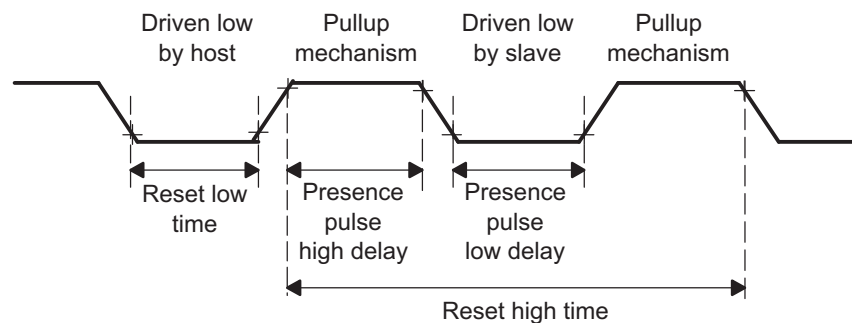 Driven low
by host
Pullup
mechanism
Driven low
by slave
Pullup
mechanism
Reset low
time
Presence
pulse
high delay
Presence
pulse
low delay
Reset high time